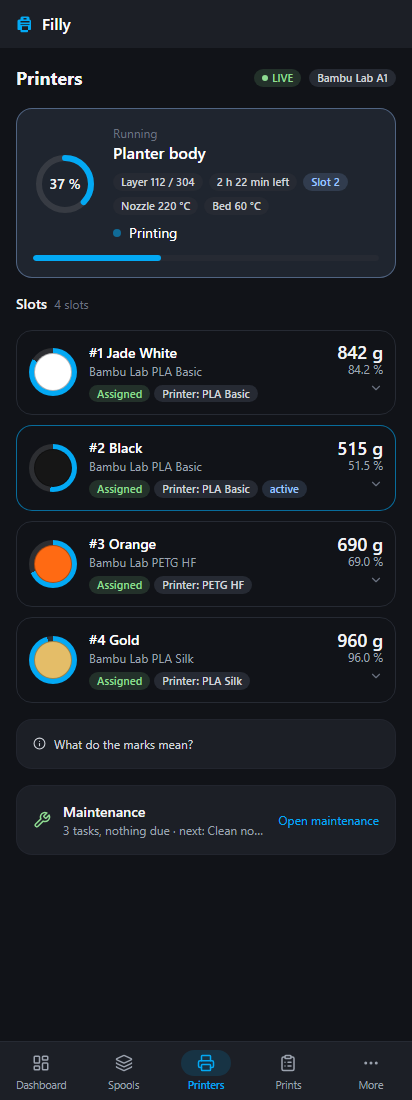 Filly
Printers
LIVE
Bambu Lab A1
Running
Planter body
37 %
Layer 112 / 304
2 h 22 min left
Slot 2
Nozzle 220 °C
Bed 60 °C
Printing
Slots 4 slots
#1 Jade White
842 g
Bambu Lab PLA Basic
84.2 %
Assigned
Printer: PLA Basic
#2 Black
515 g
Bambu Lab PLA Basic
51.5 %
Assigned
Printer: PLA Basic
active
#3 Orange
690 g
Bambu Lab PETG HF
69.0 %
Assigned
Printer: PETG HF
#4 Gold
960 g
Bambu Lab PLA Silk
96.0 %
Assigned
Printer: PLA Silk
What do the marks mean?
Maintenance
3 tasks, nothing due · next: Clean no...
Open maintenance
Dashboard
Spools
Printers
Prints
More